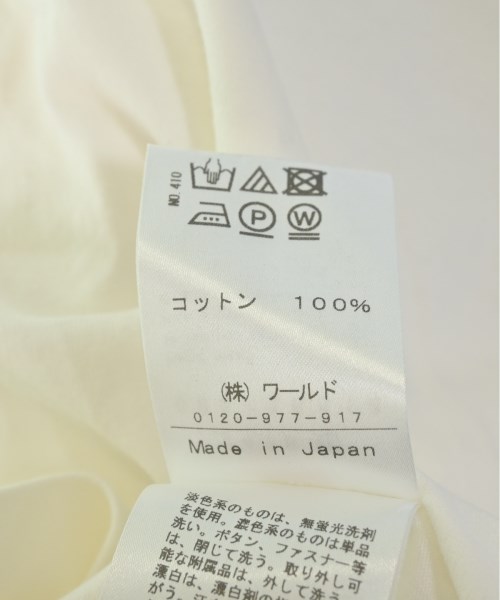 NO.410
P W
コットン 100%
(株) ワールド
0120-977-917
Made in Japan
淡色系のものは、無蛍光洗剤
を使用。濃色系のものは単品
洗い。ボタン、ファスナー等
は、閉じて洗う。取り外し可
能な附属品は、外して洗う。
漂白は、漂白剤の
がう。